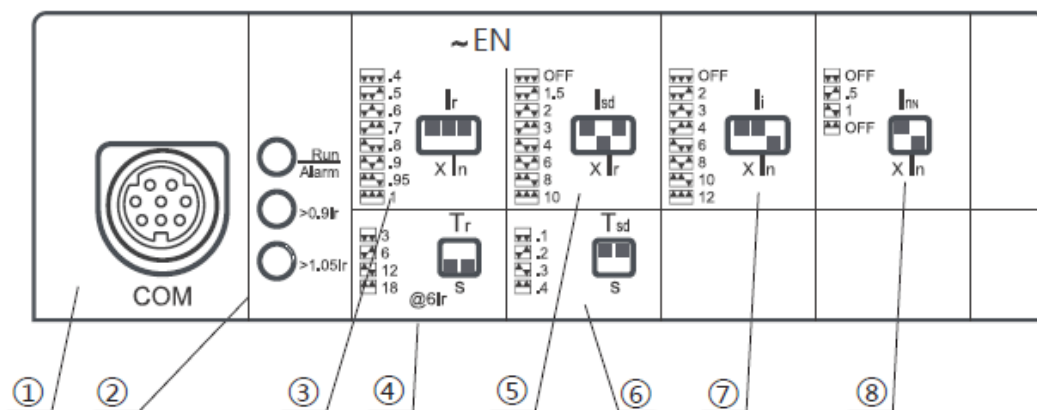 ~EN
.4
.5
.6
.7
.8
.9
.95
1
Ir
X In
OFF
1.5
2
3
4
6
8
10
Isd
X Ir
OFF
2
3
4
6
8
10
12
Ii
X In
OFF
.5
1
OFF
InN
X In
Run
Alarm
>0.9Ir
>1.05Ir
COM
3
6
12
18
Tr
S
@6Ir
.1
.2
.3
.4
Tsd
S
① ② ③ ④ ⑤ ⑥ ⑦ ⑧